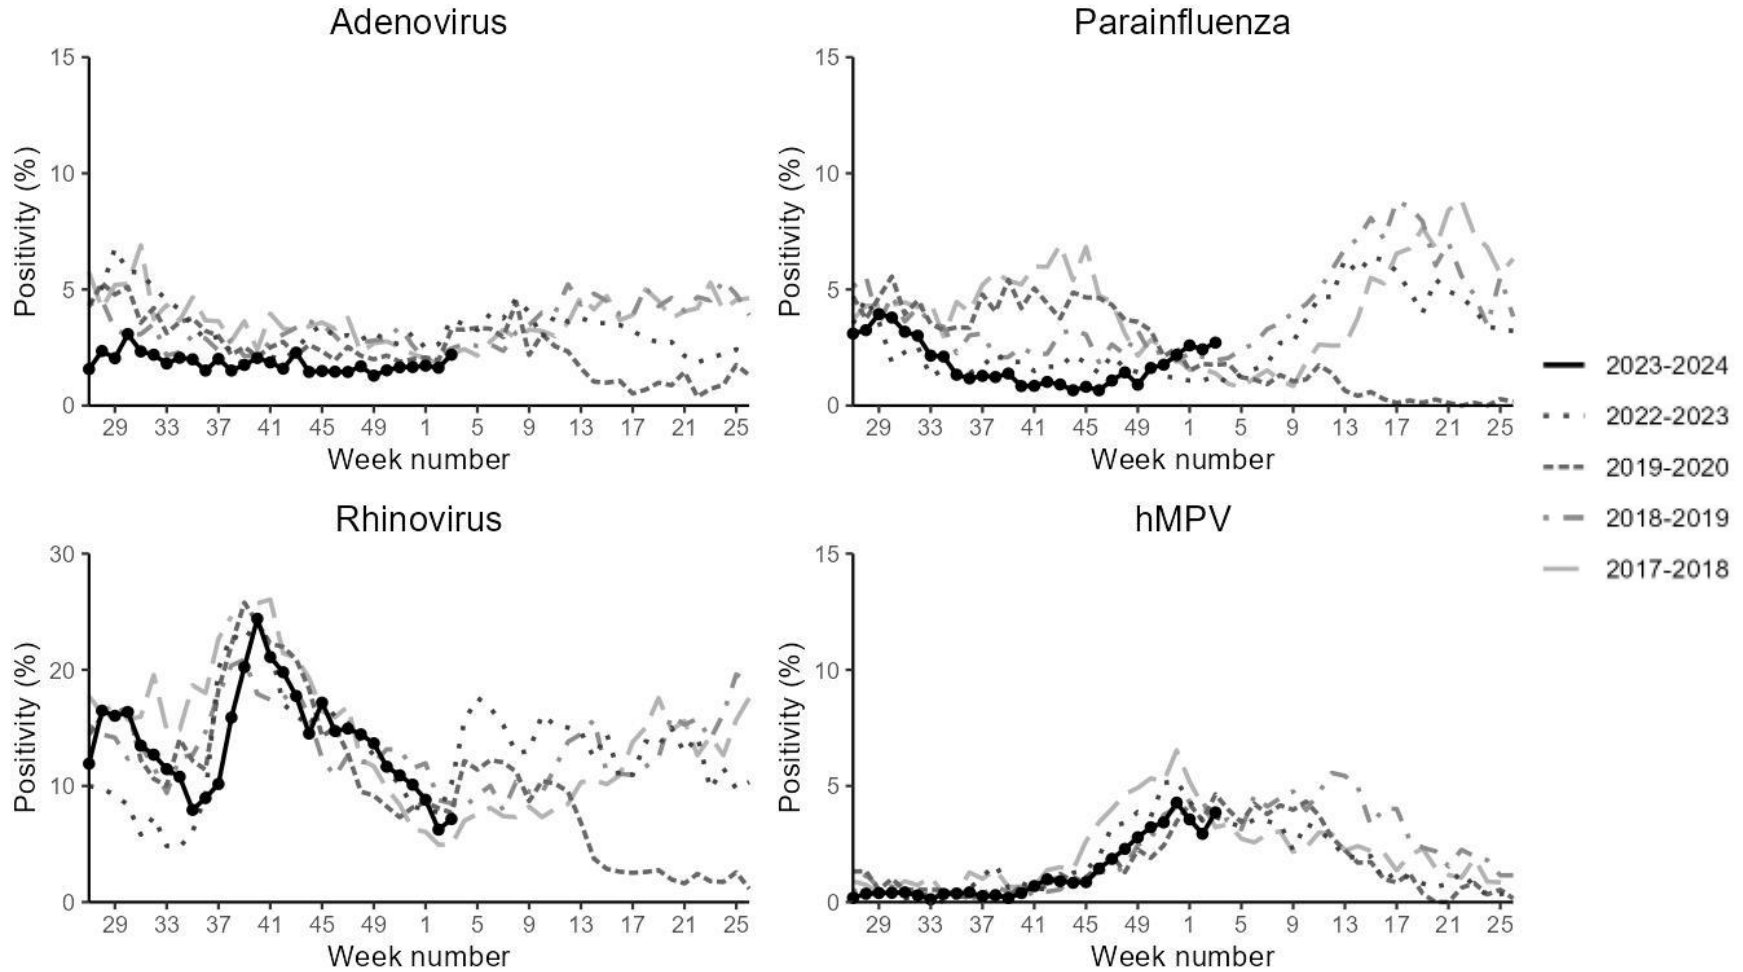 Adenovirus
15
10
5
0
Positivity (%)
29 33 37 41 45 49 1 5 9 13 17 21 25
Week number
Parainfluenza
15
10
5
0
Positivity (%)
29 33 37 41 45 49 1 5 9 13 17 21 25
Week number
Rhinovirus
30
20
10
0
Positivity (%)
29 33 37 41 45 49 1 5 9 13 17 21 25
Week number
hMPV
15
10
5
0
Positivity (%)
29 33 37 41 45 49 1 5 9 13 17 21 25
Week number
2023-2024
2022-2023
2019-2020
2018-2019
2017-2018